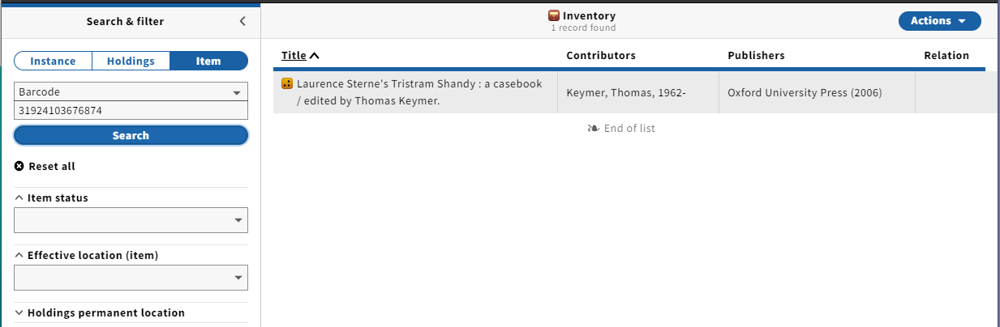 Search & filter
Inventory
1 record found
Actions
Instance
Holdings
Item
Barcode
31924103676874
Search
Reset all
Item status
Effective location (item)
Holdings permanent location
Title
Contributors
Publishers
Relation
Laurence Sterne's Tristram Shandy : a casebook
/ edited by Thomas Keymer.
Keymer, Thomas, 1962-
Oxford University Press (2006)
End of list